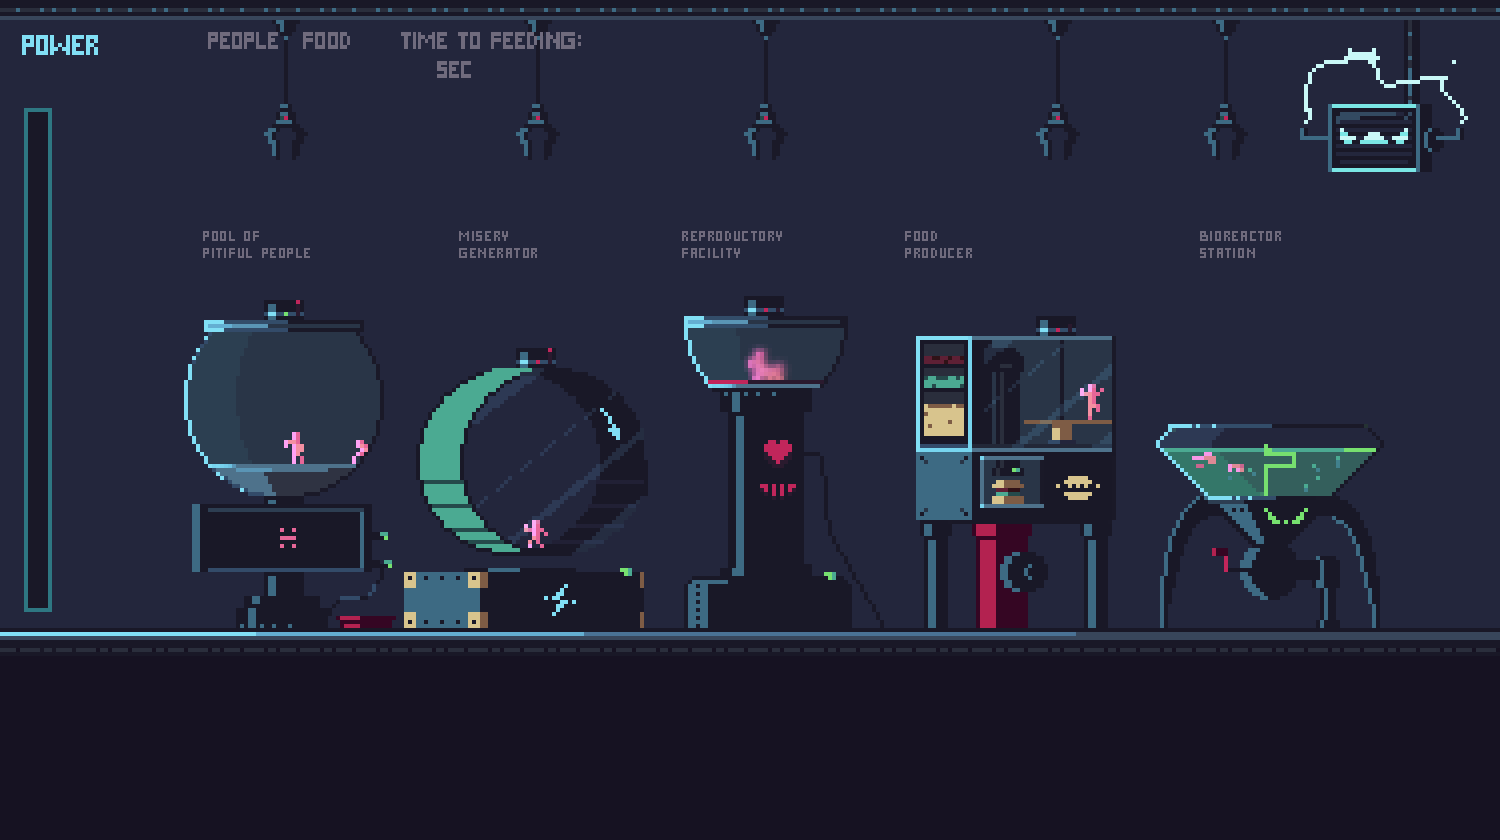 POWER
PEOPLE FOOD
TIME TO FEEDING:
SEC
POOL OF
PITIFUL PEOPLE
MISERY
GENERATOR
REPRODUCTORY
FACILITY
FOOD
PRODUCER
BIOREACTOR
STATION